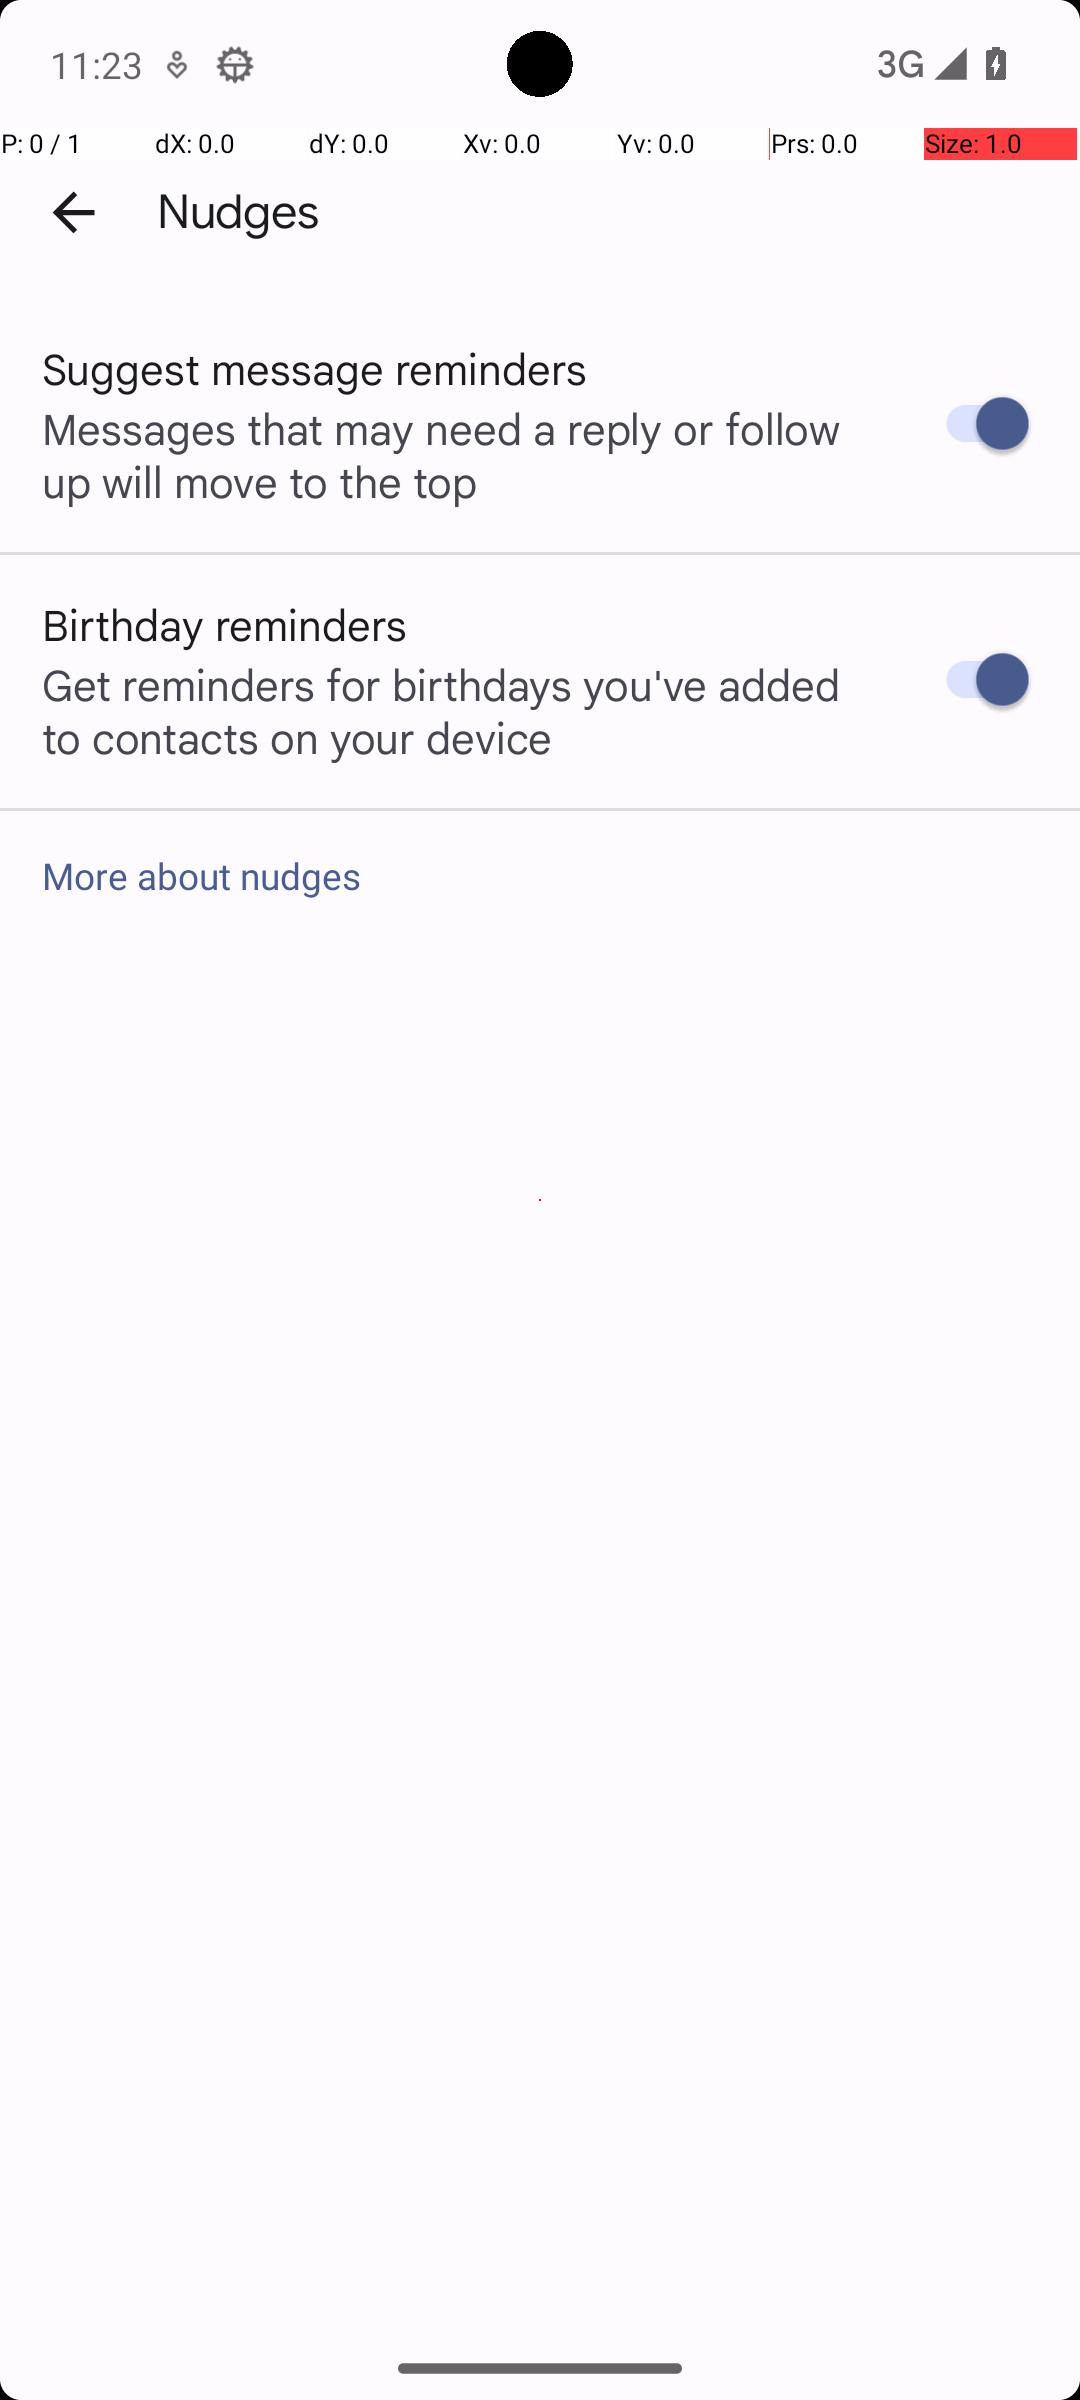 11:23
3G
P: 0 / 1 dX: 0.0 dY: 0.0 Xv: 0.0 Yv: 0.0 Prs: 0.0 Size: 1.0
Nudges
Suggest message reminders
Messages that may need a reply or follow
up will move to the top
Birthday reminders
Get reminders for birthdays you've added
to contacts on your device
More about nudges